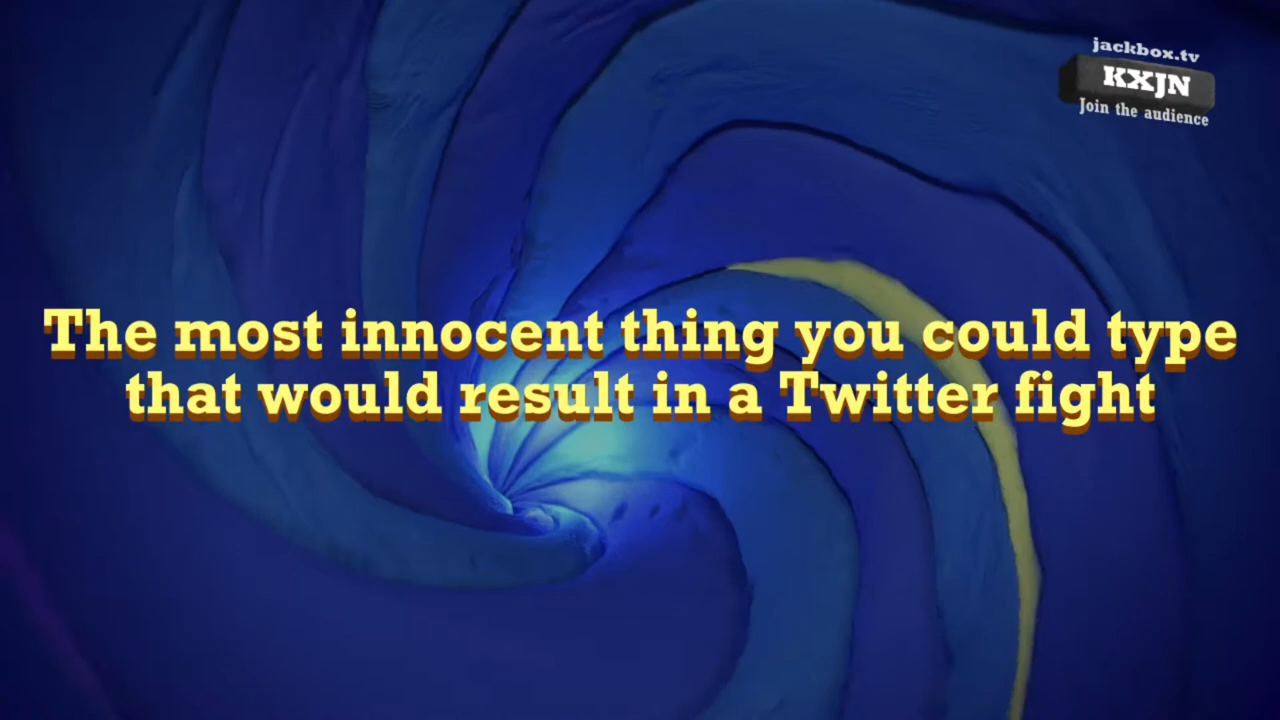 jackbox.tv
KXJN
Join the audience
The most innocent thing you could type
that would result in a Twitter fight